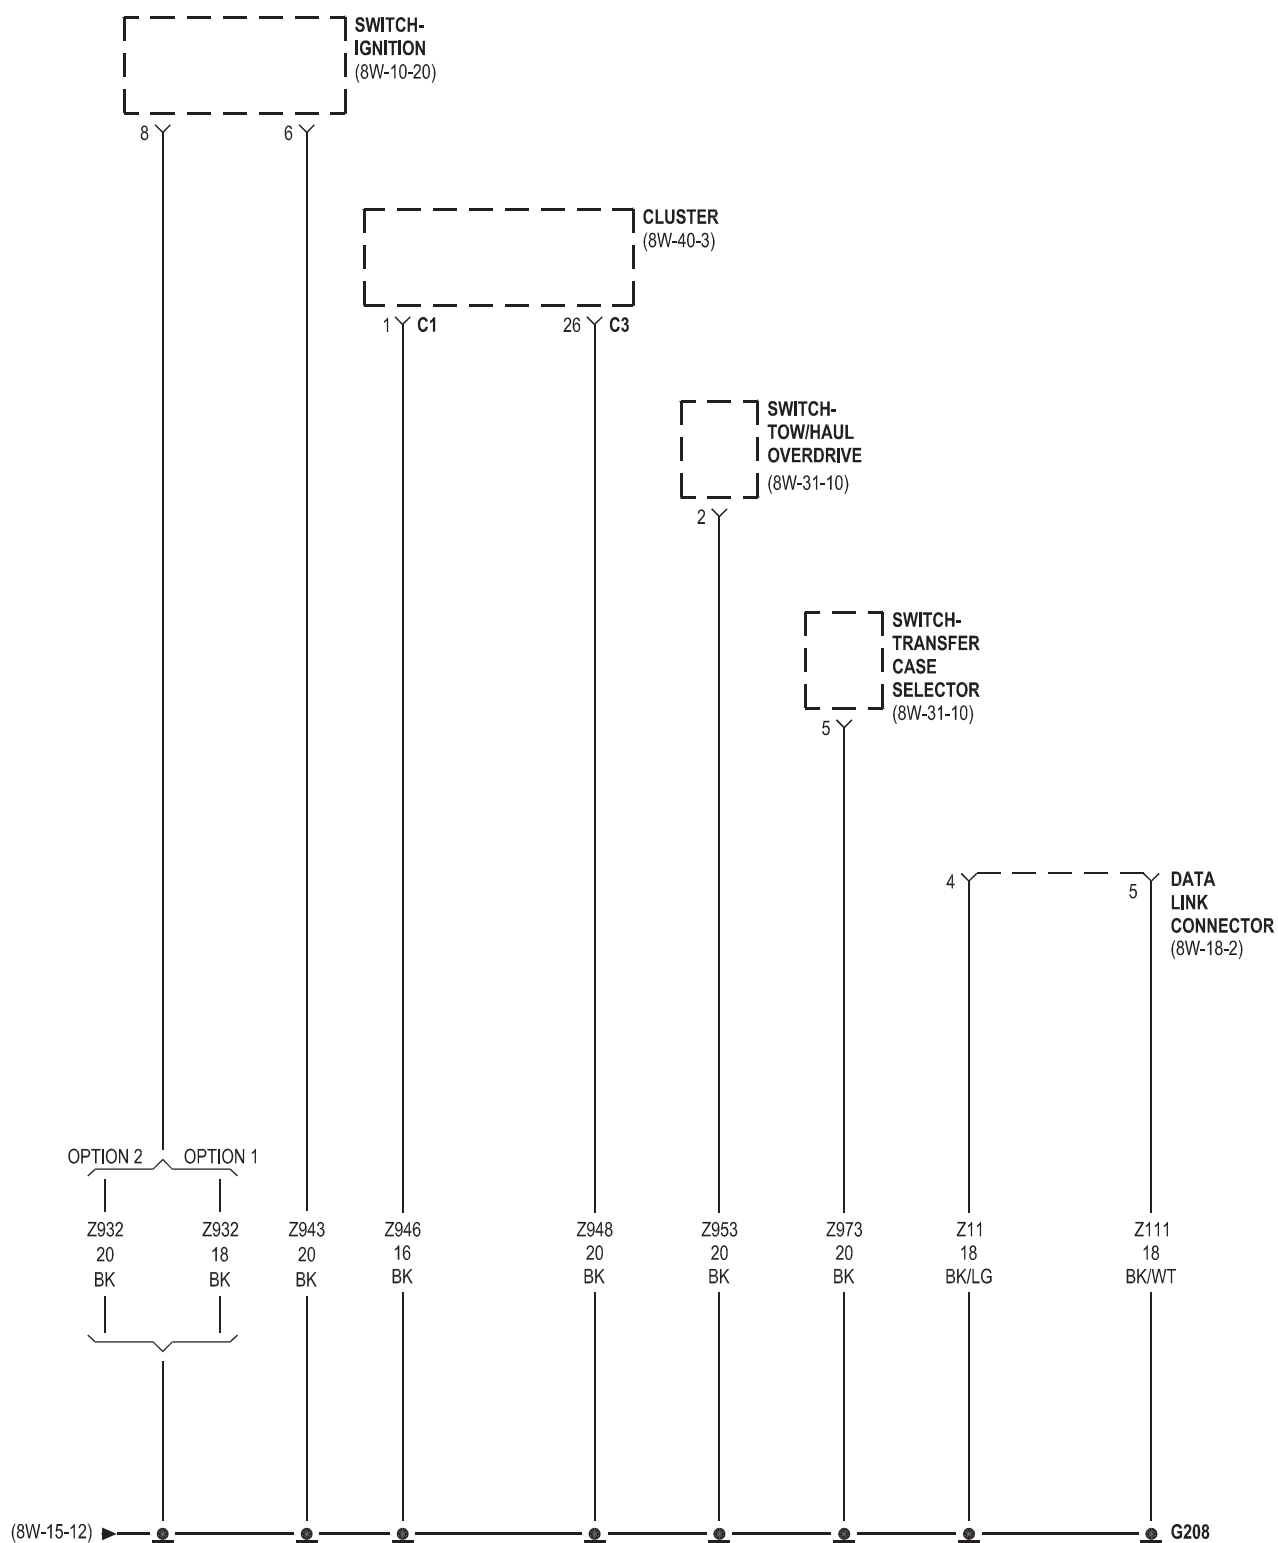 SWITCH-
IGNITION
(8W-10-20)
8
6
CLUSTER
(8W-40-3)
1 C1
26 C3
SWITCH-
TOW/HAUL
OVERDRIVE
(8W-31-10)
2
SWITCH-
TRANSFER
CASE
SELECTOR
(8W-31-10)
5
4
5
DATA
LINK
CONNECTOR
(8W-18-2)
OPTION 2
OPTION 1
Z932
20
BK
Z932
18
BK
Z943
20
BK
Z946
16
BK
Z948
20
BK
Z953
20
BK
Z973
20
BK
Z11
18
BK/LG
Z111
18
BK/WT
(8W-15-12)
G208